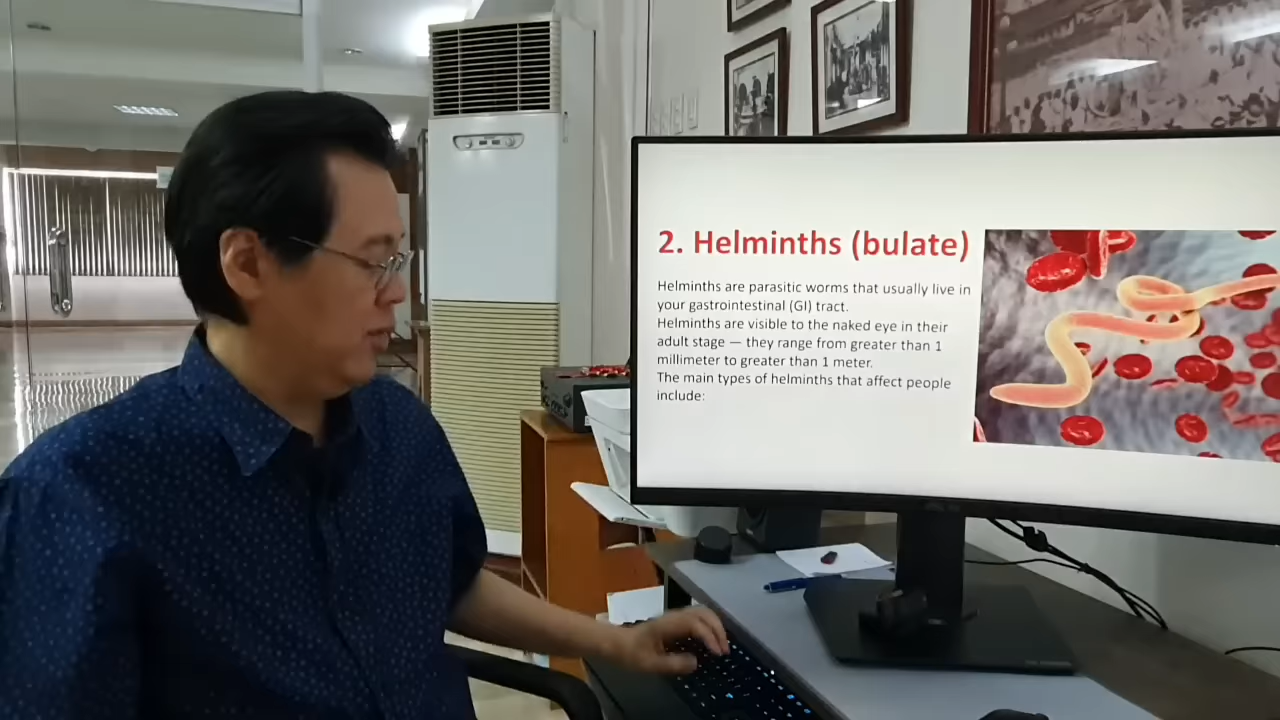 2. Helminths (bulate)
Helminths are parasitic worms that usually live in
your gastrointestinal (GI) tract.
Helminths are visible to the naked eye in their
adult stage — they range from greater than 1
millimeter to greater than 1 meter.
The main types of helminths that affect people
include: